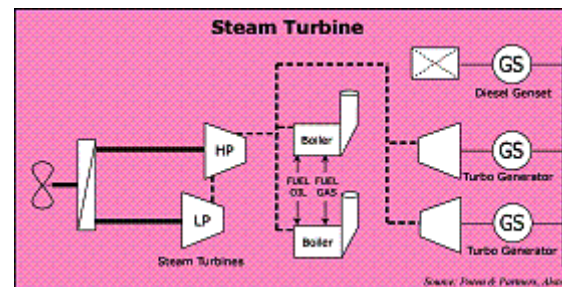 Steam Turbine
GS
Diesel Genset
HP
Boiler
FUEL FUEL
OIL GAS
GS
Turbo Generator
LP
Steam Turbines
Boiler
GS
Turbo Generator
Source: & Partners,